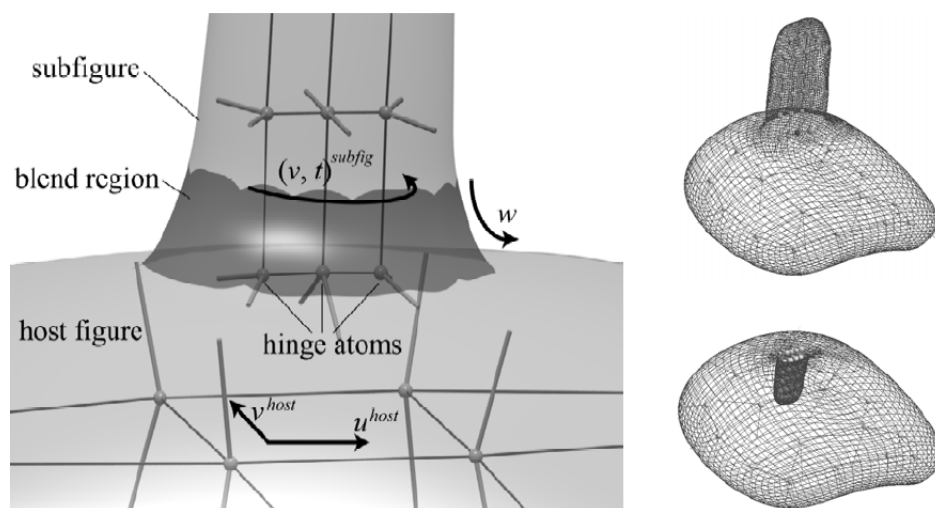 subfigure
blend region
(v, t)^subfig
w
host figure
hinge atoms
v^host
u^host